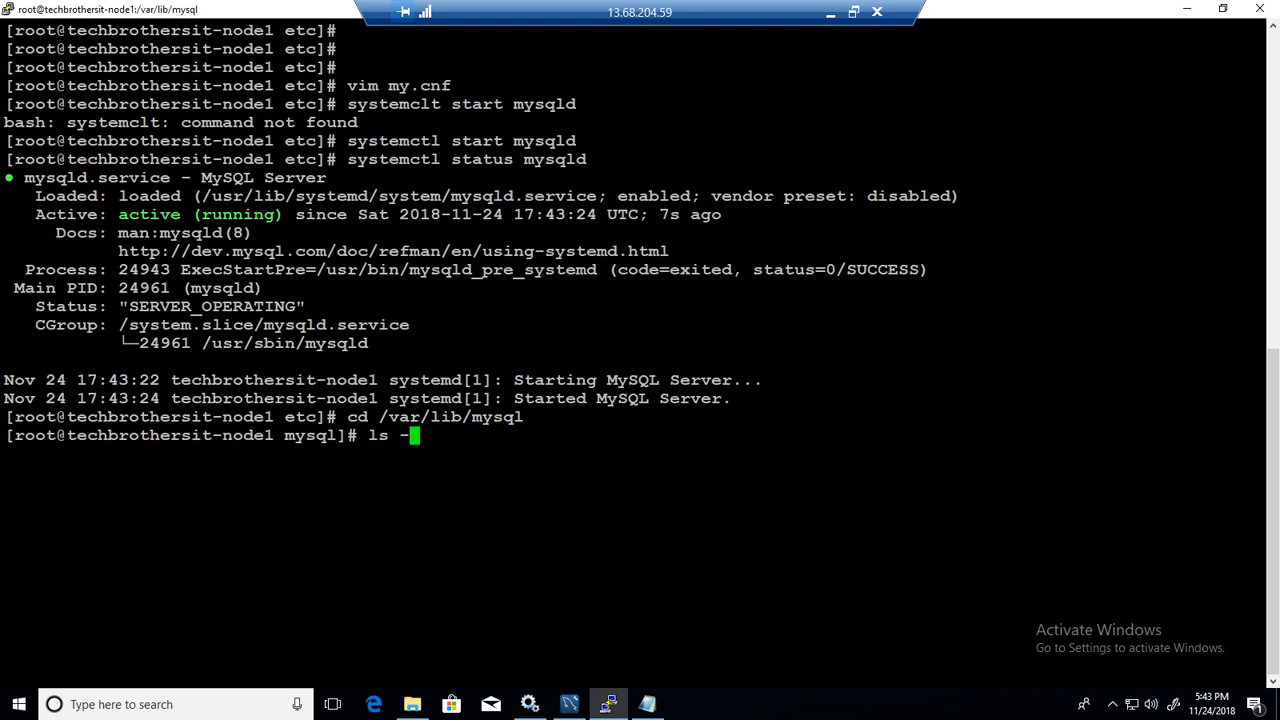 root@techbrothersit-node1:/var/lib/mysql
13.68.204.59
[root@techbrothersit-node1 etc]#
[root@techbrothersit-node1 etc]#
[root@techbrothersit-node1 etc]#
[root@techbrothersit-node1 etc]# vim my.cnf
[root@techbrothersit-node1 etc]# systemclt start mysqld
bash: systemclt: command not found
[root@techbrothersit-node1 etc]# systemctl start mysqld
[root@techbrothersit-node1 etc]# systemctl status mysqld
● mysqld.service - MySQL Server
Loaded: loaded (/usr/lib/systemd/system/mysqld.service; enabled; vendor preset: disabled)
Active: active (running) since Sat 2018-11-24 17:43:24 UTC; 7s ago
Docs: man:mysqld(8)
http://dev.mysql.com/doc/refman/en/using-systemd.html
Process: 24943 ExecStartPre=/usr/bin/mysqld_pre_systemd (code=exited, status=0/SUCCESS)
Main PID: 24961 (mysqld)
Status: "SERVER_OPERATING"
CGroup: /system.slice/mysqld.service
└─24961 /usr/sbin/mysqld
Nov 24 17:43:22 techbrothersit-node1 systemd[1]: Starting MySQL Server...
Nov 24 17:43:24 techbrothersit-node1 systemd[1]: Started MySQL Server.
[root@techbrothersit-node1 etc]# cd /var/lib/mysql
[root@techbrothersit-node1 mysql]# ls -
Activate Windows
Go to Settings to activate Windows.
Type here to search
5:43 PM
11/24/2018
1